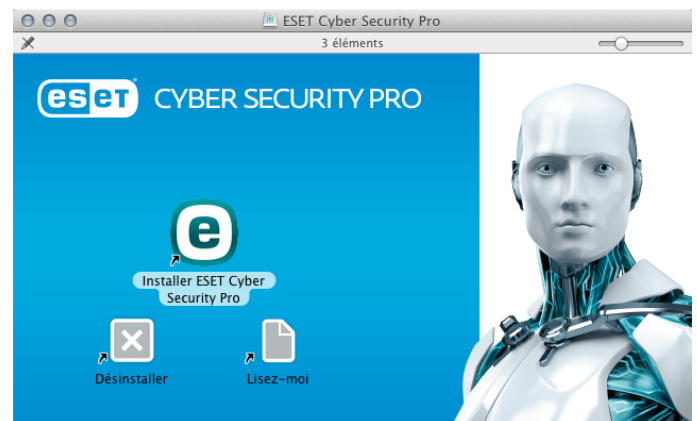 ESET Cyber Security Pro
3 éléments
eset CYBER SECURITY PRO
e
Installer ESET Cyber
Security Pro
Désinstaller
Lisez-moi